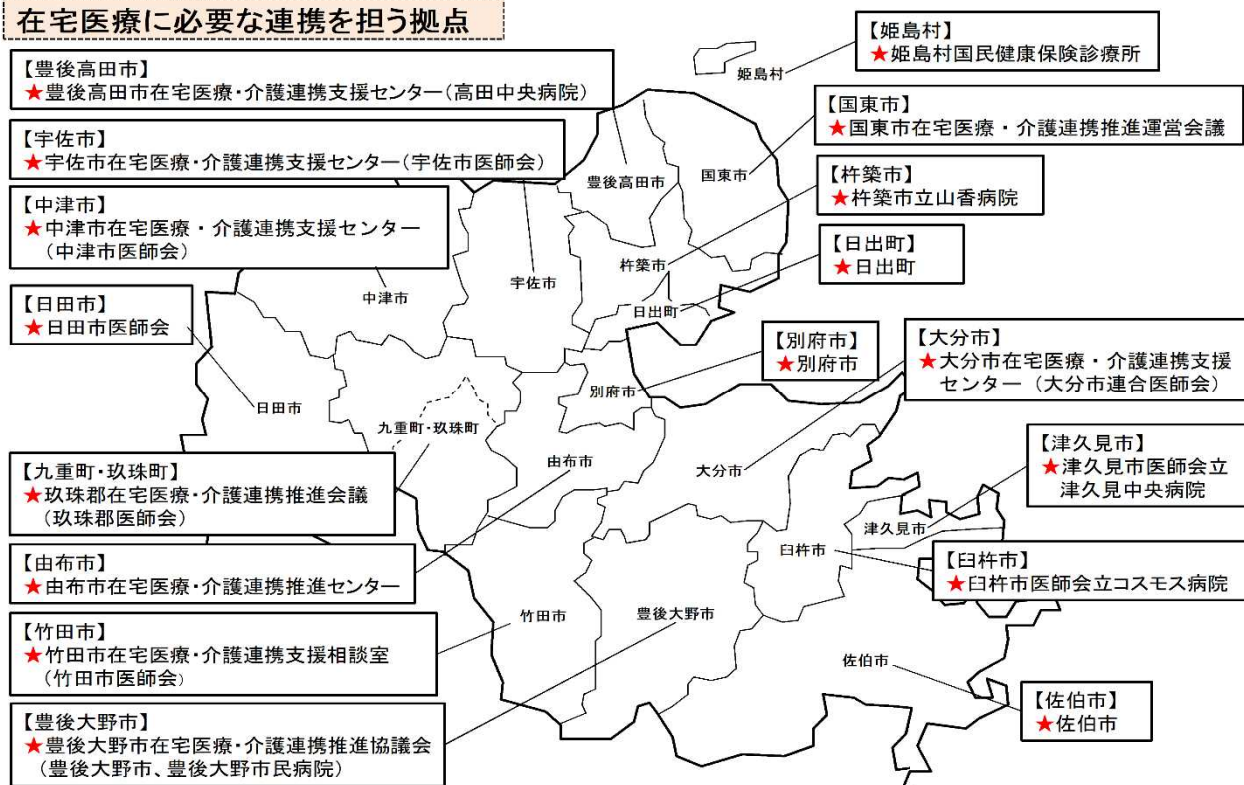 在宅医療に必要な連携を担う拠点
【豊後高田市】
★豊後高田市在宅医療・介護連携支援センター(高田中央病院)
【宇佐市】
★宇佐市在宅医療・介護連携支援センター(宇佐市医師会)
【中津市】
★中津市在宅医療・介護連携支援センター
(中津市医師会)
【日田市】
★日田市医師会
【九重町・玖珠町】
★玖珠郡在宅医療・介護連携推進会議
(玖珠郡医師会)
【由布市】
★由布市在宅医療・介護連携推進センター
【竹田市】
★竹田市在宅医療・介護連携支援相談室
(竹田市医師会)
【豊後大野市】
★豊後大野市在宅医療・介護連携推進協議会
(豊後大野市、豊後大野市民病院)
【姫島村】
★姫島村国民健康保険診療所
【国東市】
★国東市在宅医療・介護連携推進運営会議
【杵築市】
★杵築市立山香病院
【日出町】
★日出町
【別府市】
★別府市
【大分市】
★大分市在宅医療・介護連携支援
センター(大分市連合医師会)
【津久見市】
★津久見市医師会立
津久見中央病院
【臼杵市】
★臼杵市医師会立コスモス病院
【佐伯市】
★佐伯市
姫島村
豊後高田市
国東市
杵築市
宇佐市
中津市
日出町
別府市
日田市
九重町・玖珠町
由布市
大分市
津久見市
臼杵市
竹田市
豊後大野市
佐伯市